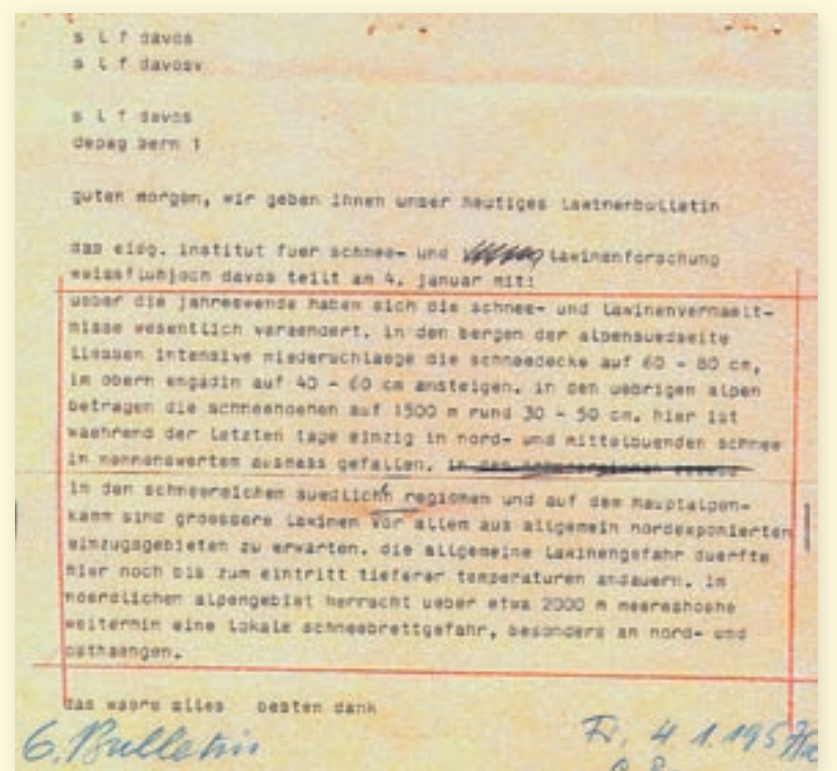 s l f davos
s l f davosv
s l f davos
depag bern 1
guten morgen, wir geben ihnen unser heutiges lawinenbulletin
das eidg. institut fuer schnee- und lawinenforschung
weissfluhjoch davos teilt am 4. januar mit:
ueber die jahreswende haben sich die schnee- und lawinenverhaelt-
nisse wesentlich veraendert. in den bergen der alpensuedseite
liessen intensive niederschlaege die schneedecke auf 60 - 80 cm,
im obern engadin auf 40 - 60 cm ansteigen. in den uebrigen alpen
betragen die schneehoehen auf 1500 m rund 30 - 50 cm. hier ist
waehrend der letzten tage einzig in nord- und mittelbuenden schnee
in nennenswertem ausmass gefallen.
in den schneereichen suedlichn regionen und auf dem hauptalpen-
kamm sind groessere lawinen vor allem aus allgemein nordexponierten
einzugsgebieten zu erwarten. die allgemeine lawinengefahr duerfte
hier noch bis zum eintritt tieferer temperaturen andauern. im
noerdlichen alpengebiet herrscht ueber etwa 2000 m meereshoehe
weiterhin eine lokale schneebrettgefahr, besonders an nord- und
osthaengen.
das waere alles besten dank
6. Bulletin Fr. 4 1. 1957